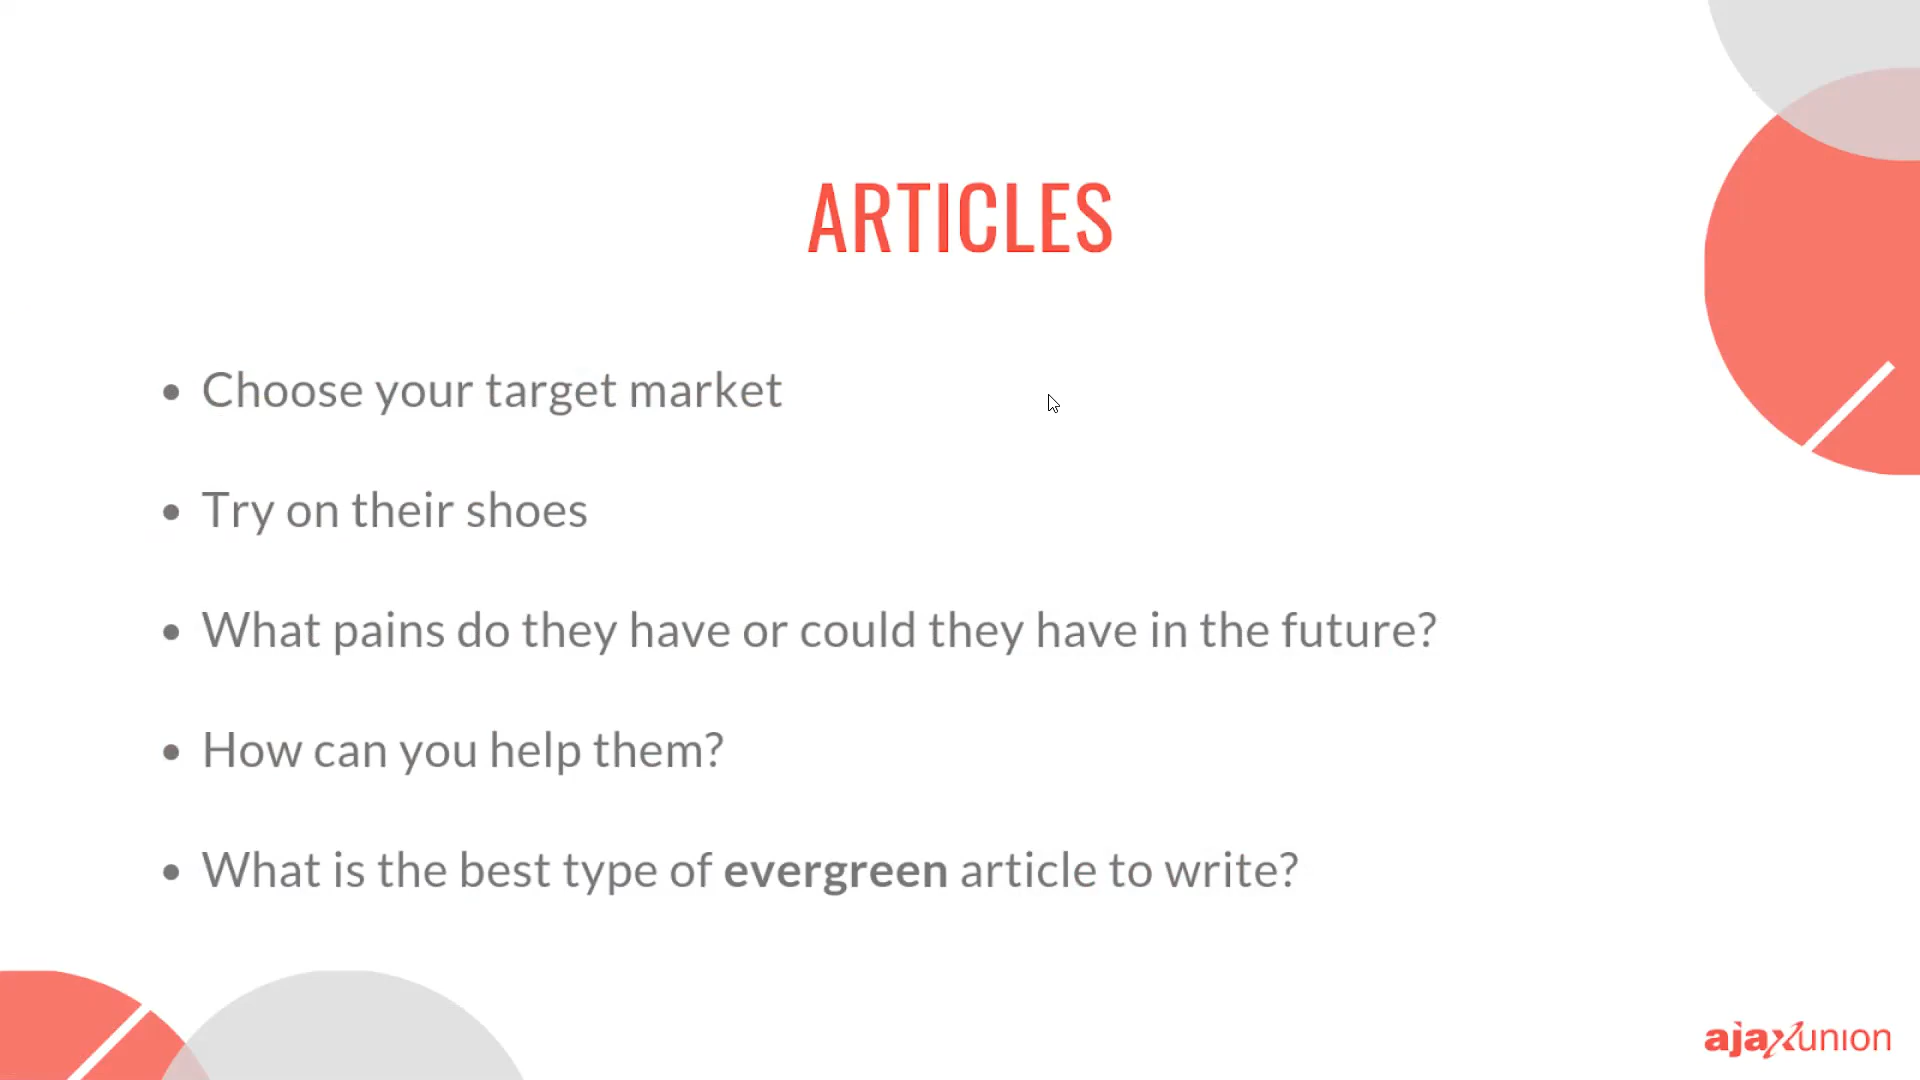 ARTICLES
• Choose your target market
• Try on their shoes
• What pains do they have or could they have in the future?
• How can you help them?
• What is the best type of evergreen article to write?
ajaxunion